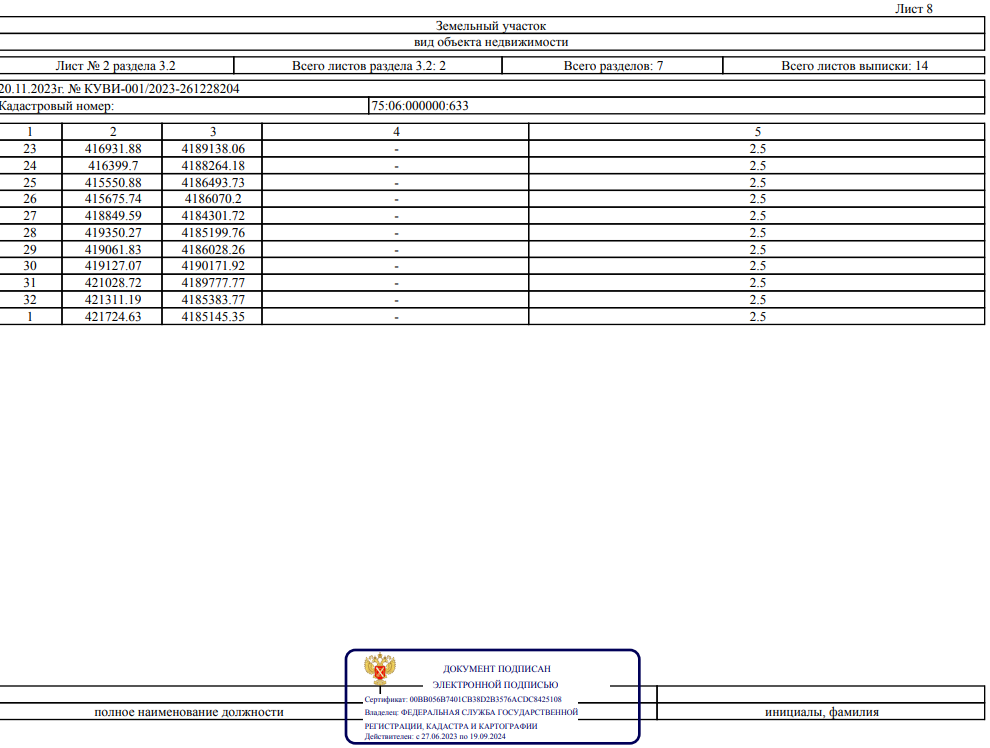 Лист 8
Земельный участок
вид объекта недвижимости
Лист № 2 раздела 3.2 Всего листов раздела 3.2: 2 Всего разделов: 7 Всего листов выписки: 14
20.11.2023г. № КУВИ-001/2023-261228204
Кадастровый номер: 75:06:000000:633
1 2 3 4 5
23 416931.88 4189138.06 - 2.5
24 416399.7 4188264.18 - 2.5
25 415550.88 4186493.73 - 2.5
26 415675.74 4186070.2 - 2.5
27 418849.59 4184301.72 - 2.5
28 419350.27 4185199.76 - 2.5
29 419061.83 4186028.26 - 2.5
30 419127.07 4190171.92 - 2.5
31 421028.72 4189777.77 - 2.5
32 421311.19 4185383.77 - 2.5
1 421724.63 4185145.35 - 2.5
ДОКУМЕНТ ПОДПИСАН
ЭЛЕКТРОННОЙ ПОДПИСЬЮ
Сертификат: 00BB056B7401CB38D2B3576ACDC8425108
Владелец: ФЕДЕРАЛЬНАЯ СЛУЖБА ГОСУДАРСТВЕННОЙ
РЕГИСТРАЦИИ, КАДАСТРА И КАРТОГРАФИИ
Действителен: с 27.06.2023 по 19.09.2024
полное наименование должности инициалы, фамилия